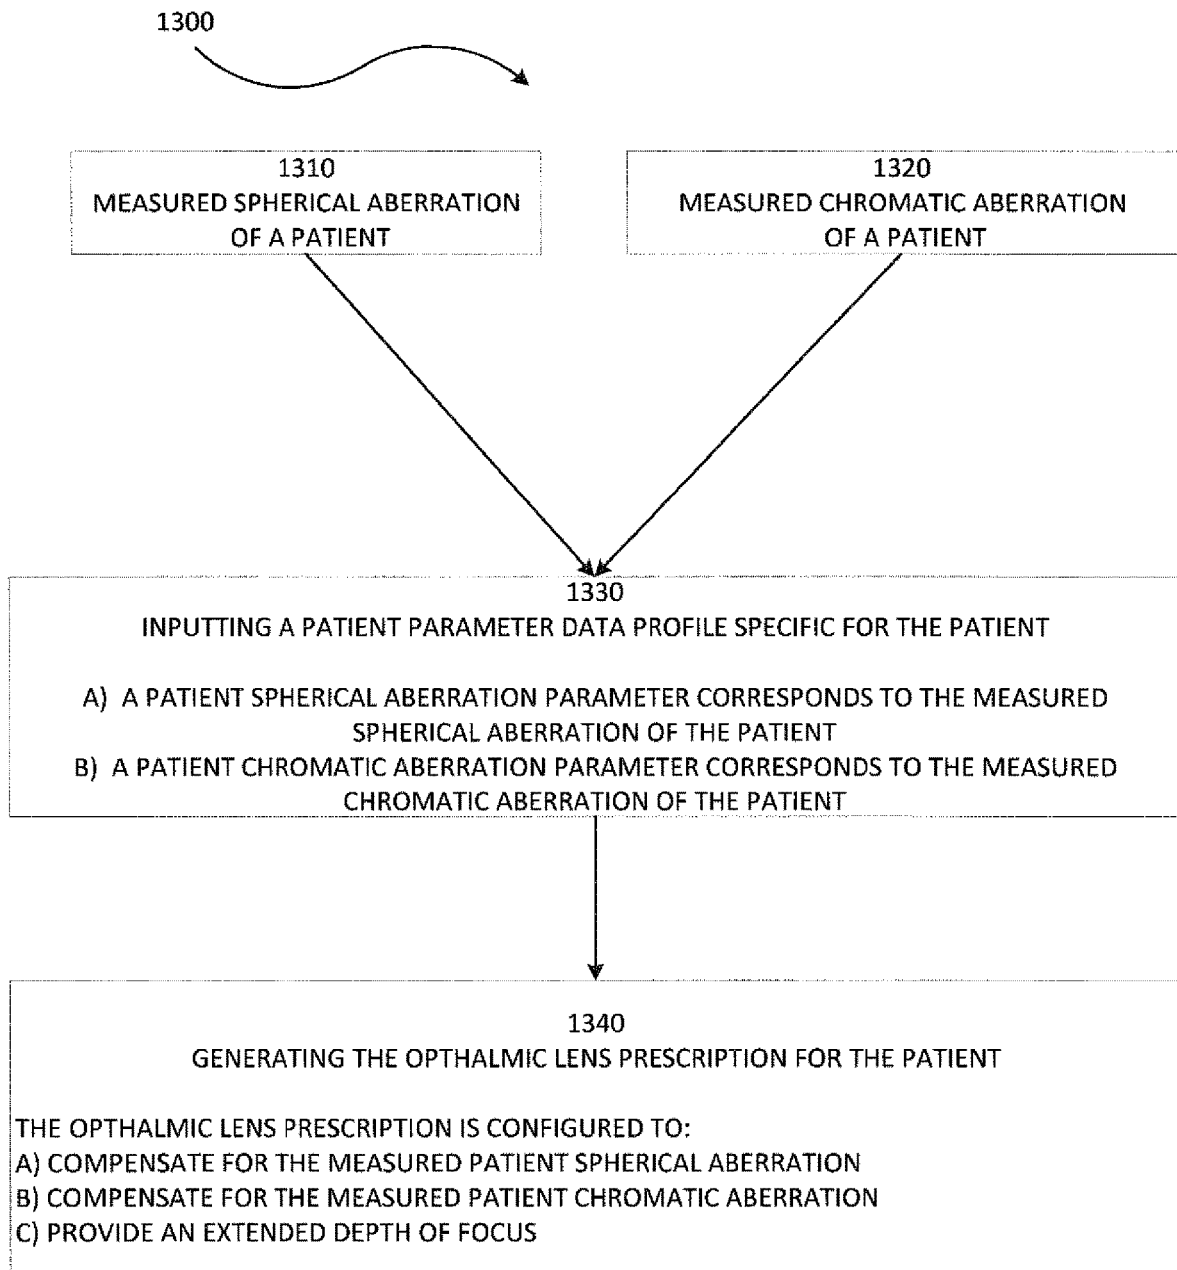 1300
1310
MEASURED SPHERICAL ABERRATION
OF A PATIENT
1320
MEASURED CHROMATIC ABERRATION
OF A PATIENT
1330
INPUTTING A PATIENT PARAMETER DATA PROFILE SPECIFIC FOR THE PATIENT
A) A PATIENT SPHERICAL ABERRATION PARAMETER CORRESPONDS TO THE MEASURED
SPHERICAL ABERRATION OF THE PATIENT
B) A PATIENT CHROMATIC ABERRATION PARAMETER CORRESPONDS TO THE MEASURED
CHROMATIC ABERRATION OF THE PATIENT
1340
GENERATING THE OPTHALMIC LENS PRESCRIPTION FOR THE PATIENT
THE OPTHALMIC LENS PRESCRIPTION IS CONFIGURED TO:
A) COMPENSATE FOR THE MEASURED PATIENT SPHERICAL ABERRATION
B) COMPENSATE FOR THE MEASURED PATIENT CHROMATIC ABERRATION
C) PROVIDE AN EXTENDED DEPTH OF FOCUS